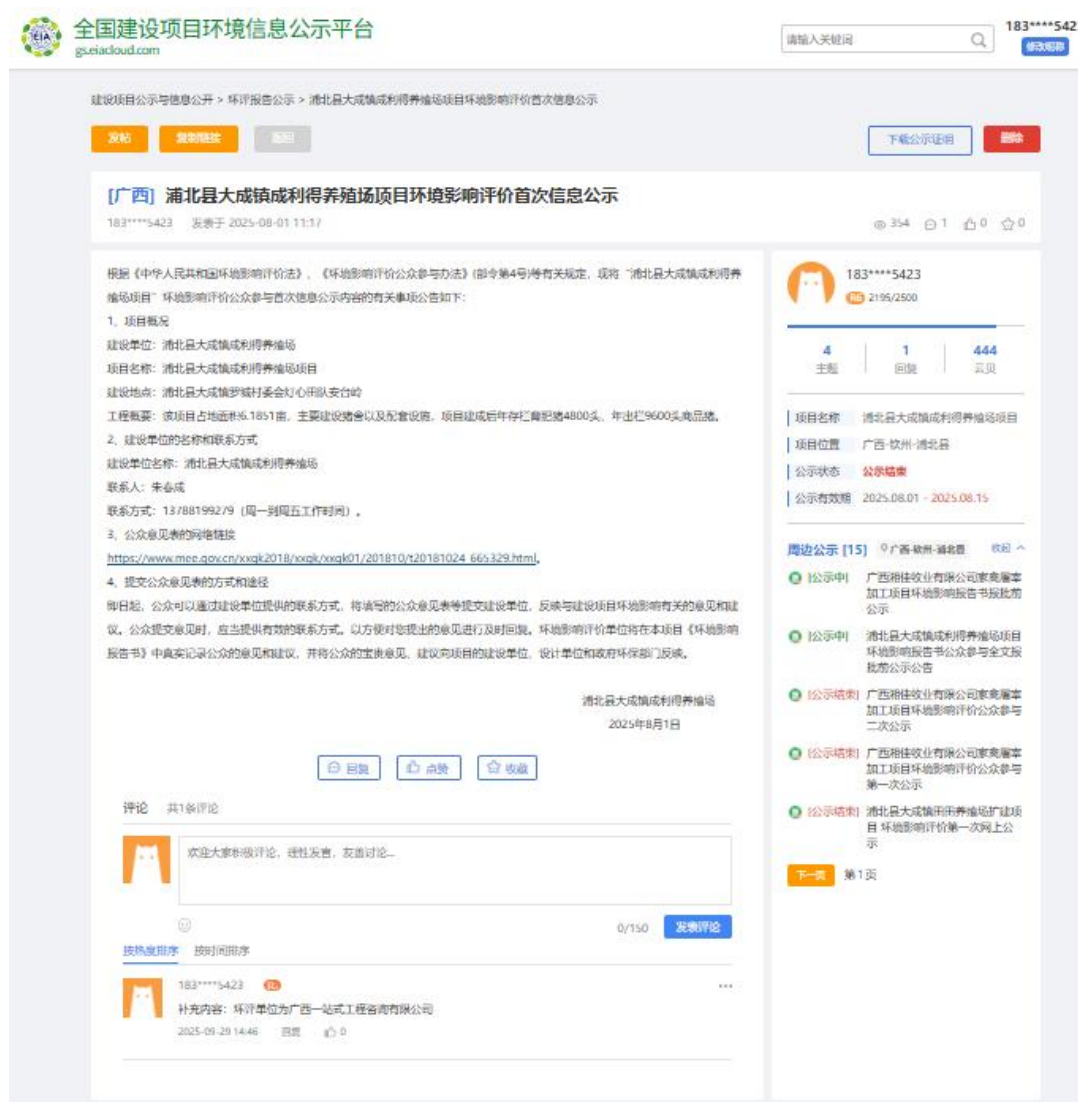 全国建设项目环境信息公示平台
gs.eiacloud.com
请输入关键词
183****542
修改昵称
建设项目公示与信息公开 > 环评报告公示 > 浦北县大成镇成利得养殖场项目环境影响评价首次信息公示
发帖
复制链接
返回
下载公示证明
删除
[广西] 浦北县大成镇成利得养殖场项目环境影响评价首次信息公示
183****5423 发表于 2025-08-01 11:17
354 1 0 0
根据《中华人民共和国环境影响评价法》、《环境影响评价公众参与办法》(部令第4号)等有关规定，现将“浦北县大成镇成利得养
殖场项目”环境影响评价公众参与首次信息公示内容的有关事项公告如下：
1、项目概况
建设单位：浦北县大成镇成利得养殖场
项目名称：浦北县大成镇成利得养殖场项目
建设地点：浦北县大成镇罗城村委会灯心田队安台岭
工程概要：该项目占地面积6.1851亩，主要建设猪舍以及配套设施，项目建成后年存栏育肥猪4800头、年出栏9600头商品猪。
2、建设单位的名称和联系方式
建设单位名称：浦北县大成镇成利得养殖场
联系人：朱春成
联系方式：13788199279（周一到周五工作时间）。
3、公众意见表的网络链接
https://www.mee.gov.cn/xxgk2018/xxgk/xxgk01/201810/t20181024_665329.html。
4、提交公众意见表的方式和途径
即日起，公众可以通过建设单位提供的联系方式，将填写的公众意见表等提交建设单位，反映与建设项目环境影响有关的意见和建
议。公众提交意见时，应当提供有效的联系方式。以方便对您提出的意见进行及时回复。环境影响评价单位将在本项目《环境影响
报告书》中真实记录公众的意见和建议，并将公众的宝贵意见、建议向项目的建设单位、设计单位和政府环保部门反映。
浦北县大成镇成利得养殖场
2025年8月1日
回复
点赞
收藏
评论 共1条评论
欢迎大家积极评论，理性发言，友善讨论...
0/150
发表评论
按热度排序 按时间排序
183****5423 R6
补充内容：环评单位为广西一站式工程咨询有限公司
2025-09-29 14:46 回复 0
183****5423
R6 2195/2500
4 1 444
主题 回复 云贝
项目名称 浦北县大成镇成利得养殖场项目
项目位置 广西-钦州-浦北县
公示状态 公示结束
公示有效期 2025.08.01 - 2025.08.15
周边公示 [15] 广西-钦州-浦北县 收起
[公示中] 广西湘佳牧业有限公司家禽屠宰
加工项目环境影响报告书报批前
公示
[公示中] 浦北县大成镇成利得养殖场项目
环境影响报告书公众参与全文报
批前公示公告
[公示结束] 广西湘佳牧业有限公司家禽屠宰
加工项目环境影响评价公众参与
二次公示
[公示结束] 广西湘佳牧业有限公司家禽屠宰
加工项目环境影响评价公众参与
第一次公示
[公示结束] 浦北县大成镇田田养殖场扩建项
目 环境影响评价第一次网上公
示
下一页 第1页